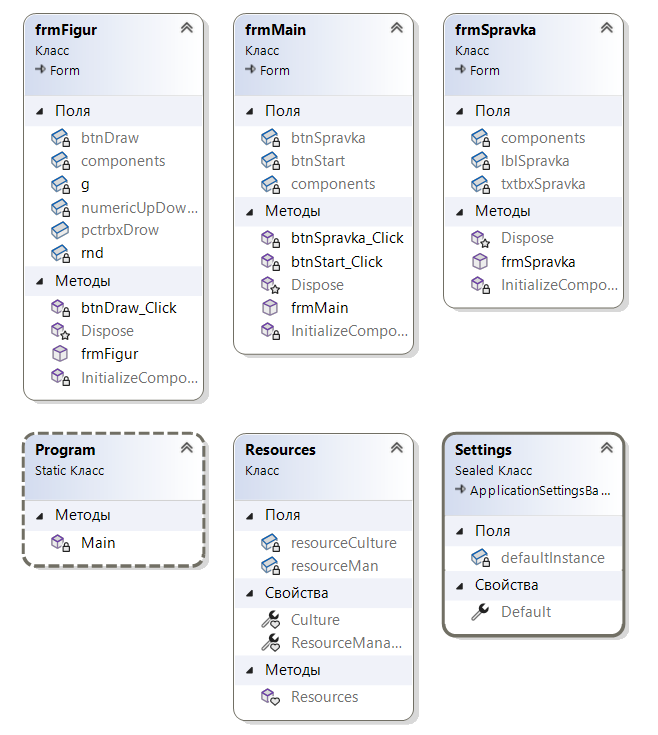 frmFigur
Класс
Form
Поля
btnDraw
components
g
numericUpDow...
pctrbxDrow
rnd
Методы
btnDraw_Click
Dispose
frmFigur
InitializeCompo...
frmMain
Класс
Form
Поля
btnSpravka
btnStart
components
Методы
btnSpravka_Click
btnStart_Click
Dispose
frmMain
InitializeCompo...
frmSpravka
Класс
Form
Поля
components
lblSpravka
txtbxSpravka
Методы
Dispose
frmSpravka
InitializeCompo...
Program
Static Класс
Методы
Main
Resources
Класс
Поля
resourceCulture
resourceMan
Свойства
Culture
ResourceMana...
Методы
Resources
Settings
Sealed Класс
ApplicationSettingsBa...
Поля
defaultInstance
Свойства
Default